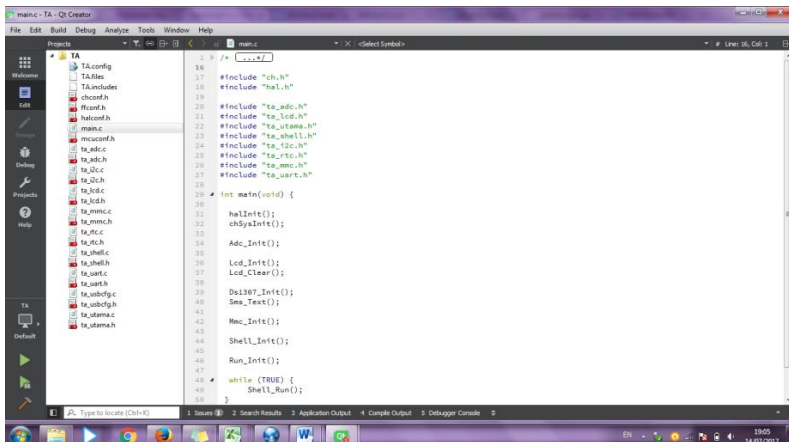 main.c - TA - Qt Creator
File Edit Build Debug Analyze Tools Window Help
Projects
main.c
<Select Symbol>
# Line: 16, Col: 1
Welcome
Edit
Design
Debug
Projects
Help
TA
Default
TA
TA.config
TA.files
TA.includes
chconf.h
ffconf.h
halconf.h
main.c
mcuconf.h
ta_adc.c
ta_adc.h
ta_i2c.c
ta_i2c.h
ta_lcd.c
ta_lcd.h
ta_mmc.c
ta_mmc.h
ta_rtc.c
ta_rtc.h
ta_shell.c
ta_shell.h
ta_uart.c
ta_uart.h
ta_usbcfg.c
ta_usbcfg.h
ta_utama.c
ta_utama.h
1 /* (...*/
16
17 #include "ch.h"
18 #include "hal.h"
19
20 #include "ta_adc.h"
21 #include "ta_lcd.h"
22 #include "ta_utama.h"
23 #include "ta_shell.h"
24 #include "ta_i2c.h"
25 #include "ta_rtc.h"
26 #include "ta_mmc.h"
27 #include "ta_uart.h"
28
29 int main(void) {
30
31 halInit();
32 chSysInit();
33
34 Adc_Init();
35
36 Lcd_Init();
37 Lcd_Clear();
38
39 Ds1307_Init();
40 Sms_Text();
41
42 Mmc_Init();
43
44 Shell_Init();
45
46 Run_Init();
47
48 while (TRUE) {
49 Shell_Run();
50 }
Type to locate (Ctrl+K)
1 Issues 1 2 Search Results 3 Application Output 4 Compile Output 5 Debugger Console
EN
19:05
14/03/2017